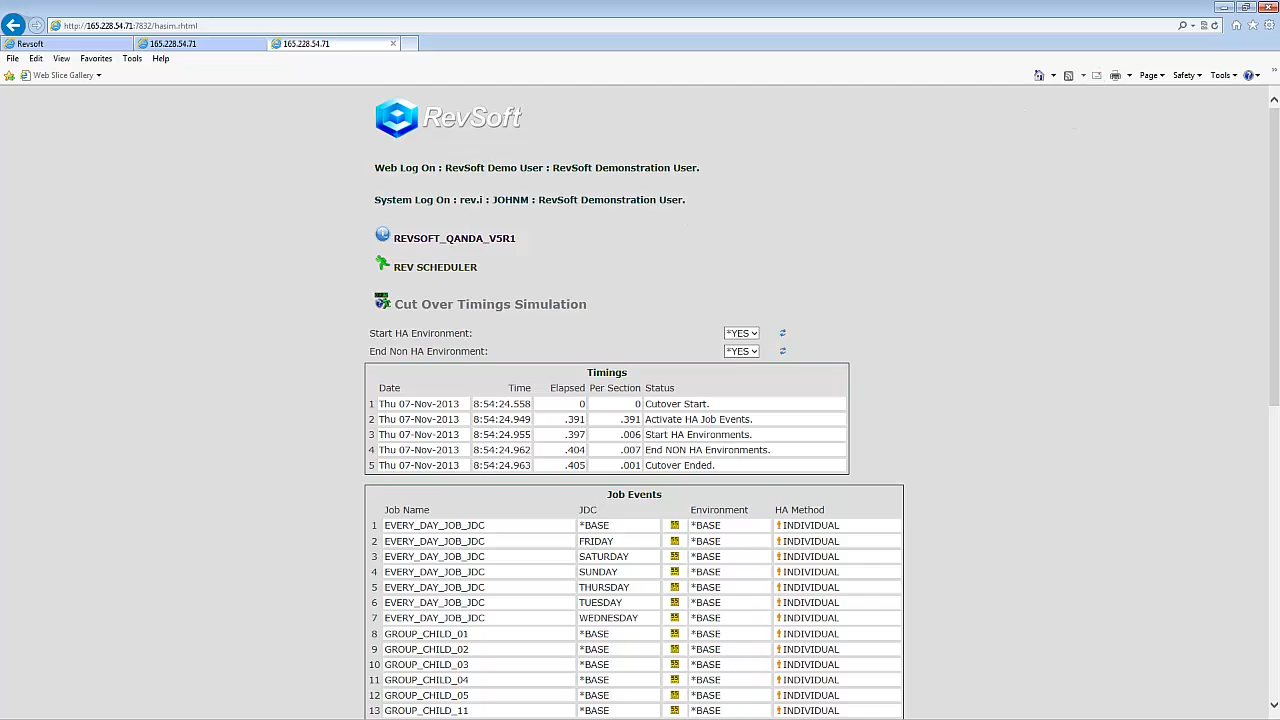 http://165.228.54.71:7832/hasim.rhtml
Revsoft 165.228.54.71 165.228.54.71
File Edit View Favorites Tools Help
Web Slice Gallery Page Safety Tools
RevSoft
Web Log On : RevSoft Demo User : RevSoft Demonstration User.
System Log On : rev.i : JOHNM : RevSoft Demonstration User.
REVSOFT_QANDA_V5R1
REV SCHEDULER
Cut Over Timings Simulation
Start HA Environment: *YES
End Non HA Environment: *YES
Timings
Date Time Elapsed Per Section Status
1 Thu 07-Nov-2013 8:54:24.558 0 0 Cutover Start.
2 Thu 07-Nov-2013 8:54:24.949 .391 .391 Activate HA Job Events.
3 Thu 07-Nov-2013 8:54:24.955 .397 .006 Start HA Environments.
4 Thu 07-Nov-2013 8:54:24.962 .404 .007 End NON HA Environments.
5 Thu 07-Nov-2013 8:54:24.963 .405 .001 Cutover Ended.
Job Events
Job Name JDC Environment HA Method
1 EVERY_DAY_JOB_JDC *BASE *BASE INDIVIDUAL
2 EVERY_DAY_JOB_JDC FRIDAY *BASE INDIVIDUAL
3 EVERY_DAY_JOB_JDC SATURDAY *BASE INDIVIDUAL
4 EVERY_DAY_JOB_JDC SUNDAY *BASE INDIVIDUAL
5 EVERY_DAY_JOB_JDC THURSDAY *BASE INDIVIDUAL
6 EVERY_DAY_JOB_JDC TUESDAY *BASE INDIVIDUAL
7 EVERY_DAY_JOB_JDC WEDNESDAY *BASE INDIVIDUAL
8 GROUP_CHILD_01 *BASE *BASE INDIVIDUAL
9 GROUP_CHILD_02 *BASE *BASE INDIVIDUAL
10 GROUP_CHILD_03 *BASE *BASE INDIVIDUAL
11 GROUP_CHILD_04 *BASE *BASE INDIVIDUAL
12 GROUP_CHILD_05 *BASE *BASE INDIVIDUAL
13 GROUP_CHILD_11 *BASE *BASE INDIVIDUAL